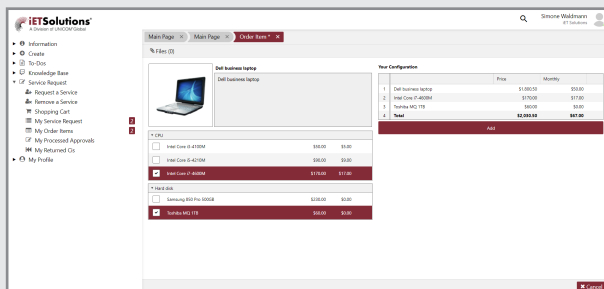 iETSolutions
A Division of UNICOM Global
Simone Waldmann
iET Solutions
Information
Create
To-Dos
Knowledge Base
Service Request
Request a Service
Remove a Service
Shopping Cart
My Service Request 2
My Order Items 2
My Processed Approvals
My Returned CIs
My Profile
Main Page × Main Page × Order Item * ×
Files (0)
Dell business laptop
Dell business laptop
CPU
Intel Core i3-4100M $50.00 $5.00
Intel Core i5-4210M $90.00 $9.00
Intel Core i7-4600M $170.00 $17.00
Hard disk
Samsung 850 Pro 500GB $230.00 $0.00
Toshiba MQ 1TB $60.00 $0.00
Your Configuration
Price Monthly
1 Dell business laptop $1,800.50 $50.00
2 Intel Core i7-4600M $170.00 $17.00
3 Toshiba MQ 1TB $60.00 $0.00
4 Total $2,030.50 $67.00
Add
Cancel